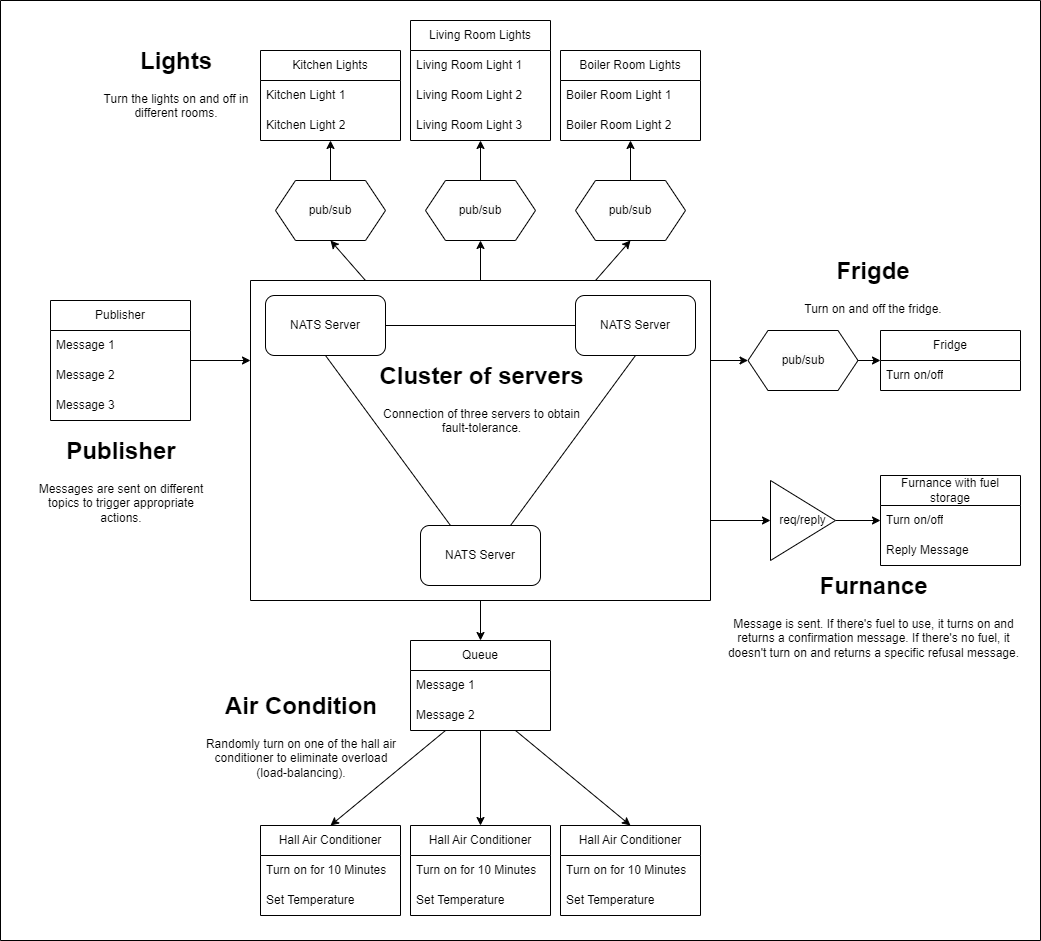 Lights
Turn the lights on and off in
different rooms.
Kitchen Lights
Kitchen Light 1
Kitchen Light 2
Living Room Lights
Living Room Light 1
Living Room Light 2
Living Room Light 3
Boiler Room Lights
Boiler Room Light 1
Boiler Room Light 2
pub/sub
pub/sub
pub/sub
Publisher
Message 1
Message 2
Message 3
Publisher
Messages are sent on different
topics to trigger appropriate
actions.
NATS Server
NATS Server
Cluster of servers
Connection of three servers to obtain
fault-tolerance.
NATS Server
Frigde
Turn on and off the fridge.
pub/sub
Fridge
Turn on/off
req/reply
Furnance with fuel
storage
Turn on/off
Reply Message
Furnance
Message is sent. If there's fuel to use, it turns on and
returns a confirmation message. If there's no fuel, it
doesn't turn on and returns a specific refusal message.
Queue
Message 1
Message 2
Air Condition
Randomly turn on one of the hall air
conditioner to eliminate overload
(load-balancing).
Hall Air Conditioner
Turn on for 10 Minutes
Set Temperature
Hall Air Conditioner
Turn on for 10 Minutes
Set Temperature
Hall Air Conditioner
Turn on for 10 Minutes
Set Temperature